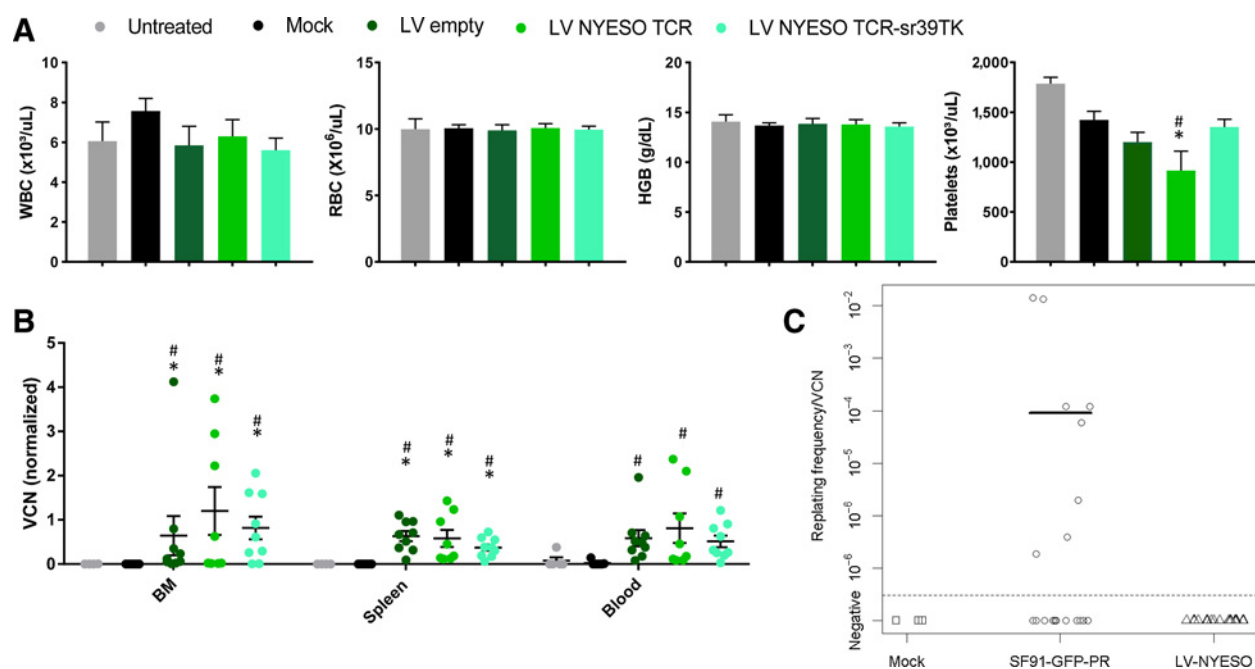 A
Untreated Mock LV empty LV NYESO TCR LV NYESO TCR-sr39TK
WBC (x10³/uL)
10
8
6
4
2
0
RBC (X10⁶/uL)
15
10
5
0
HGB (g/dL)
20
15
10
5
0
Platelets (x10³/uL)
2,000
1,500
1,000
500
0
#
*
B
VCN (normalized)
5
4
3
2
1
0
# # #
* * *
# # #
* * *
# # #
BM Spleen Blood
C
Replating frequency/VCN
10⁻²
10⁻³
10⁻⁴
10⁻⁵
10⁻⁶
10⁻⁶
Negative
Mock SF91-GFP-PR LV-NYESO